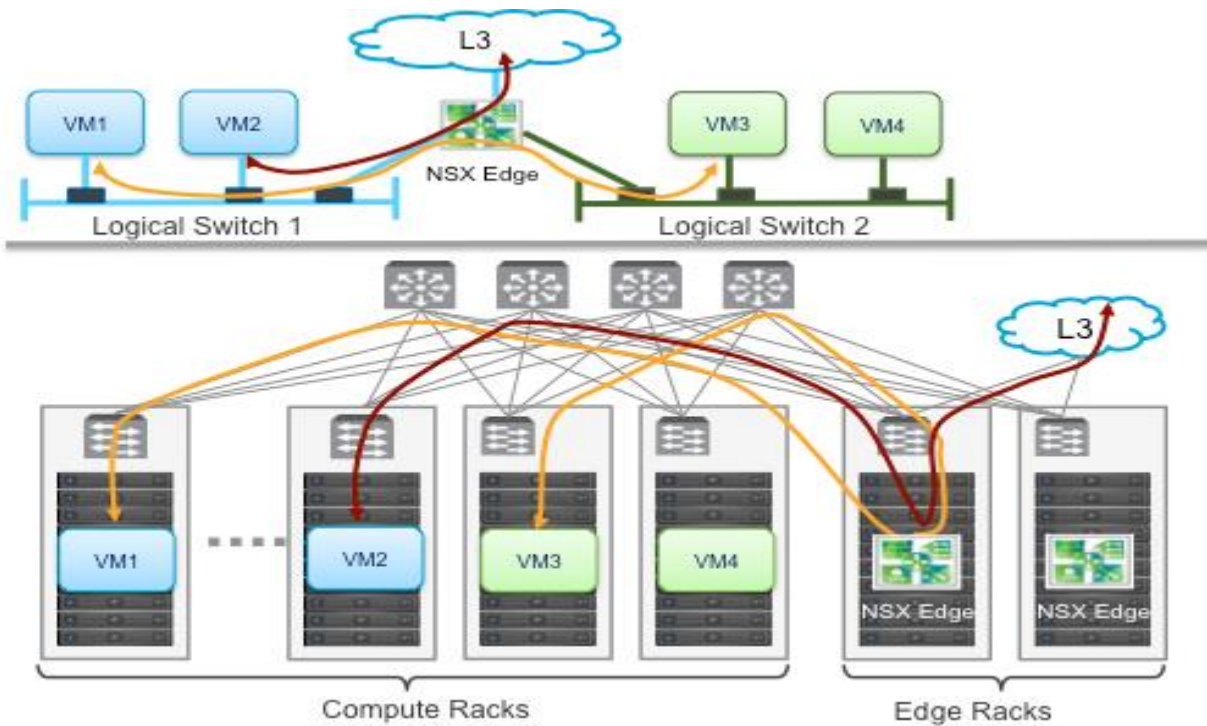 L3
VM1
VM2
VM3
VM4
NSX Edge
Logical Switch 1
Logical Switch 2
L3
VM1
VM2
VM3
VM4
NSX Edge
NSX Edge
Compute Racks
Edge Racks